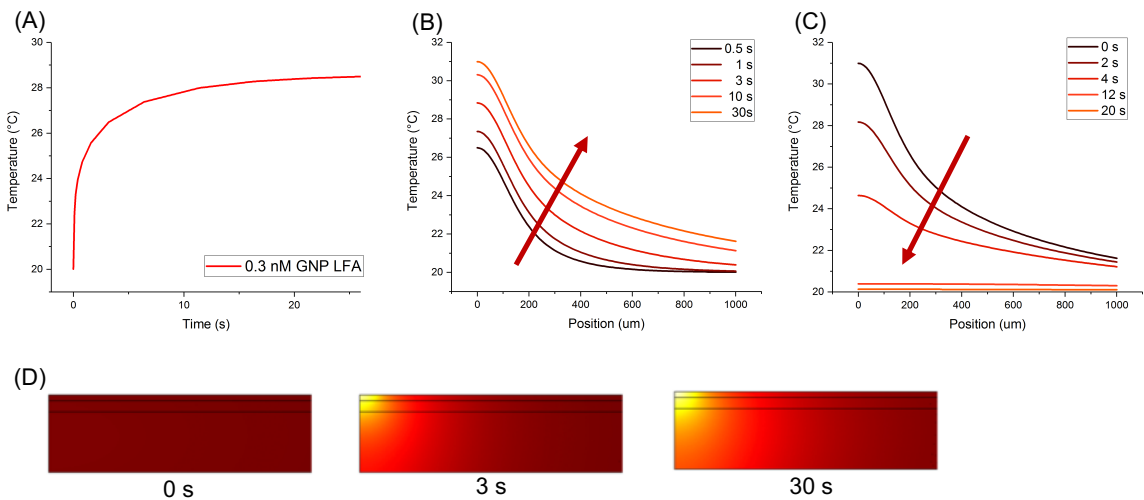 (A)
30
28
26
24
22
20
Temperature (°C)
0
10
20
Time (s)
0.3 nM GNP LFA
(B)
32
30
28
26
24
22
20
Temperature (°C)
0
200
400
600
800
1000
Position (um)
0.5 s
1 s
3 s
10 s
30s
(C)
32
30
28
26
24
22
20
Temperature (°C)
0
200
400
600
800
1000
Position (um)
0 s
2 s
4 s
12 s
20 s
(D)
0 s
3 s
30 s